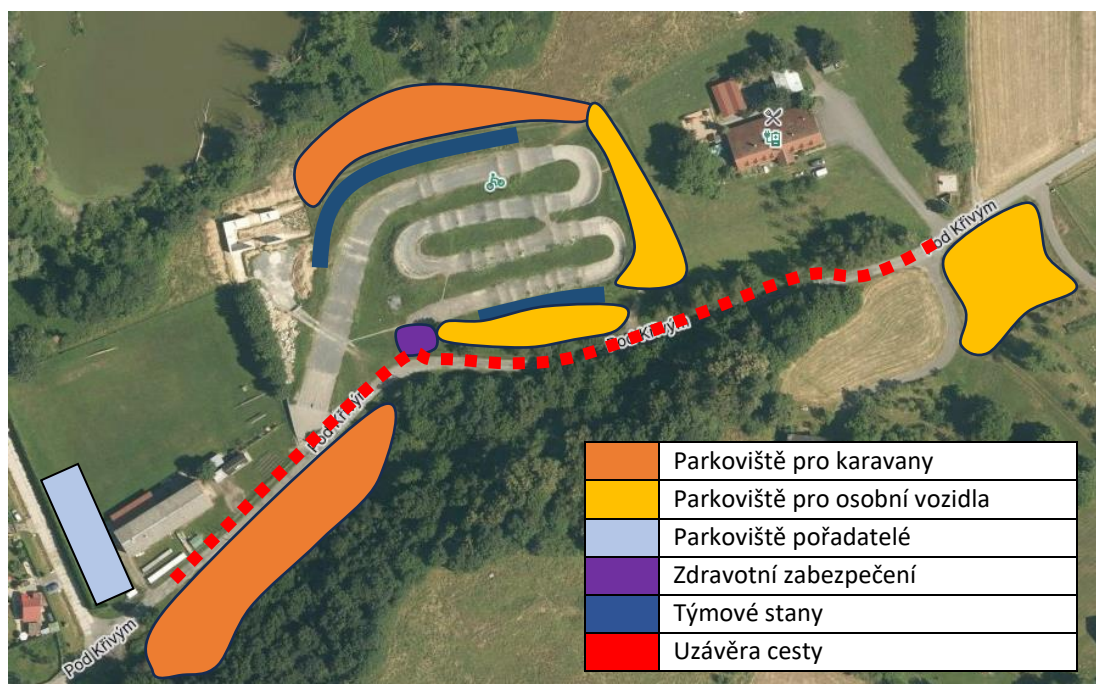 Pod Křivým
Pod Křivým
Pod Křivým
Pod Křivým
Parkoviště pro karavany
Parkoviště pro osobní vozidla
Parkoviště pořadatelé
Zdravotní zabezpečení
Týmové stany
Uzávěra cesty